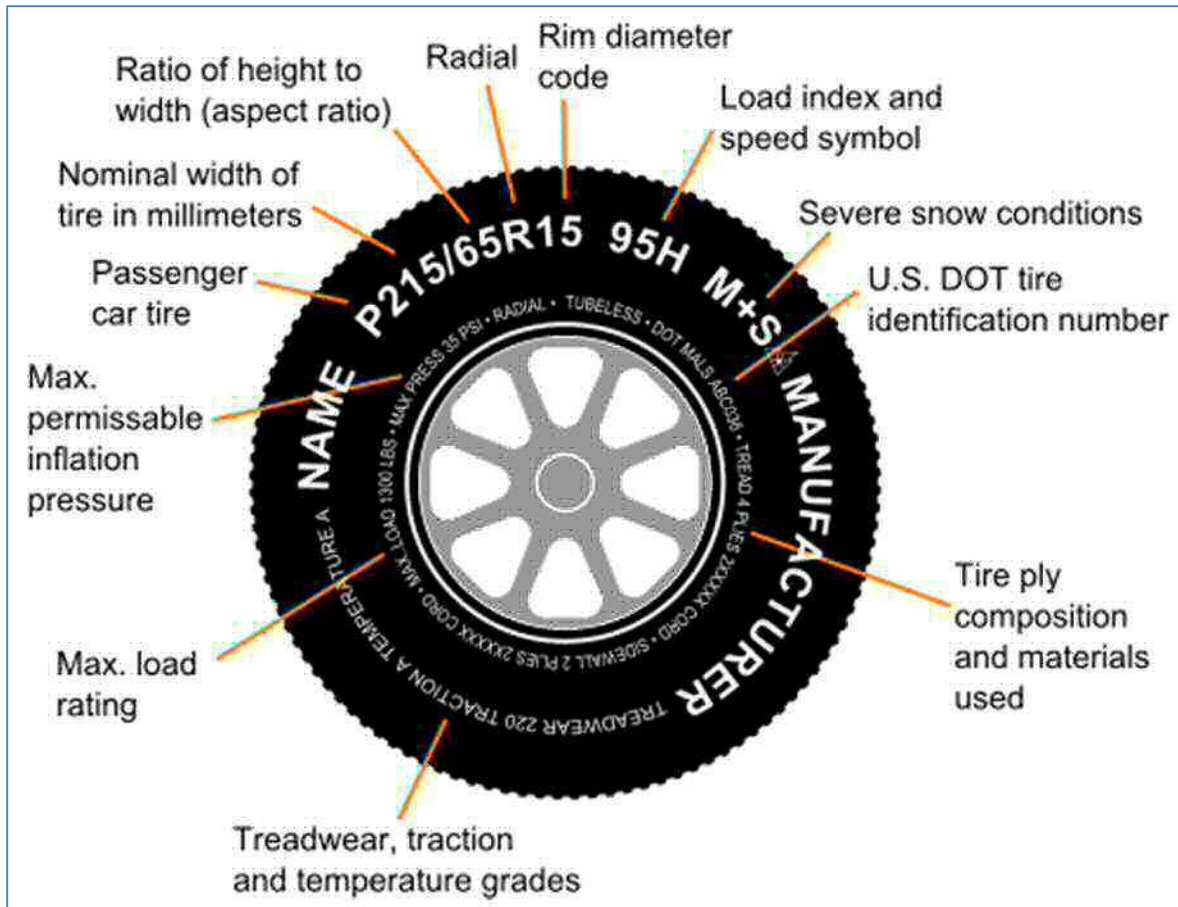 Rim diameter
code
Radial
Ratio of height to
width (aspect ratio)
Load index and
speed symbol
Nominal width of
tire in millimeters
Severe snow conditions
Passenger
car tire
U.S. DOT tire
identification number
Max.
permissable
inflation
pressure
Tire ply
composition
and materials
used
Max. load
rating
Treadwear, traction
and temperature grades
NAME P215/65R15 95H M+S MANUFACTURER
TREADWEAR 220 TRACTION A TEMPERATURE A
MAX. LOAD 1300 LBS • MAX PRESS 35 PSI • RADIAL • TUBELESS • DOT MALS ABC036 • TREAD 4 PLIES 2XXXXX CORD • SIDEWALL 2 PLIES 2XXXXX CORD •